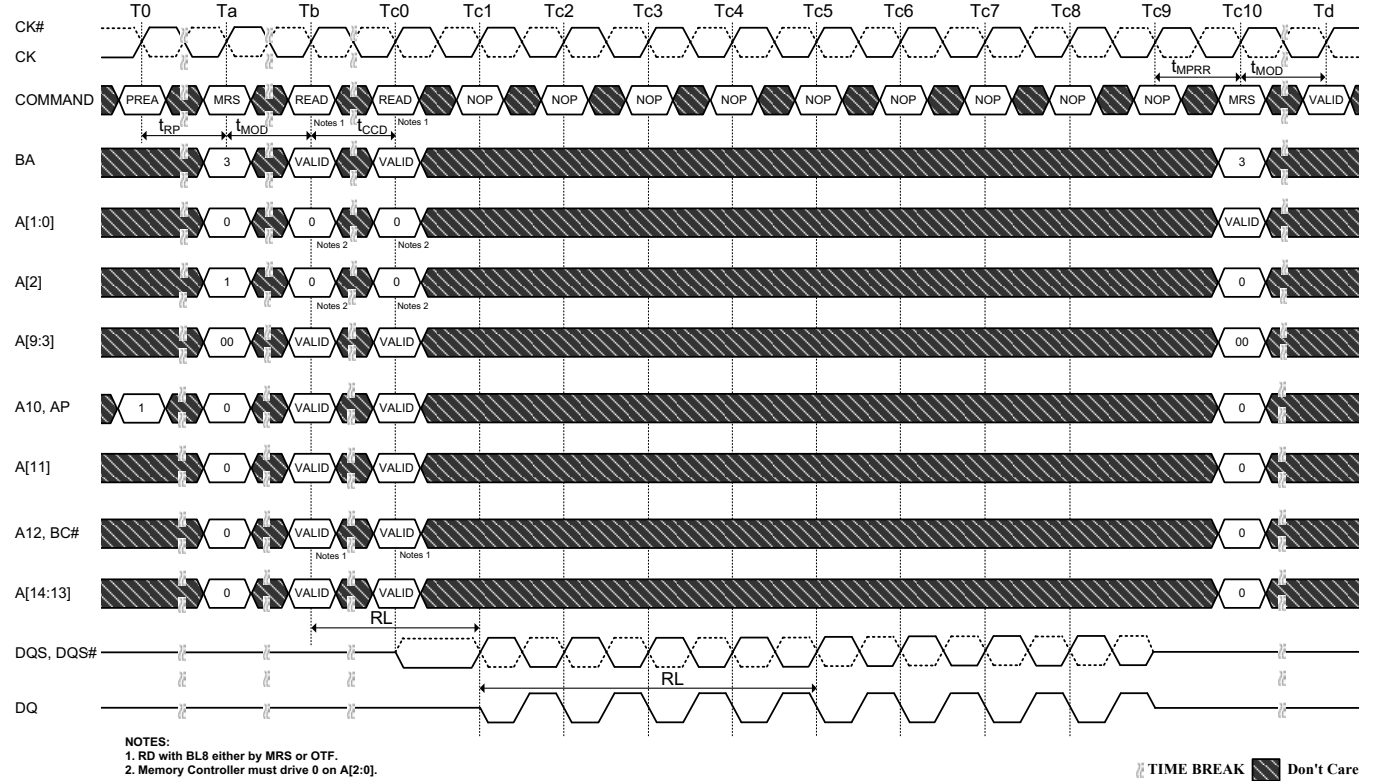 T0 Ta Tb Tc0 Tc1 Tc2 Tc3 Tc4 Tc5 Tc6 Tc7 Tc8 Tc9 Tc10 Td
CK#
CK
tMPRR tMOD
COMMAND PREA MRS READ READ NOP NOP NOP NOP NOP NOP NOP NOP NOP MRS VALID
Notes 1 Notes 1
tRP tMOD tCCD
BA 3 VALID VALID 3
A[1:0] 0 0 0 VALID
Notes 2 Notes 2
A[2] 1 0 0 0
Notes 2 Notes 2
A[9:3] 00 VALID VALID 00
A10, AP 1 0 VALID VALID 0
A[11] 0 VALID VALID 0
A12, BC# 0 VALID VALID 0
Notes 1 Notes 1
A[14:13] 0 VALID VALID 0
RL
DQS, DQS#
RL
DQ
NOTES:
1. RD with BL8 either by MRS or OTF.
2. Memory Controller must drive 0 on A[2:0].
TIME BREAK Don't Care